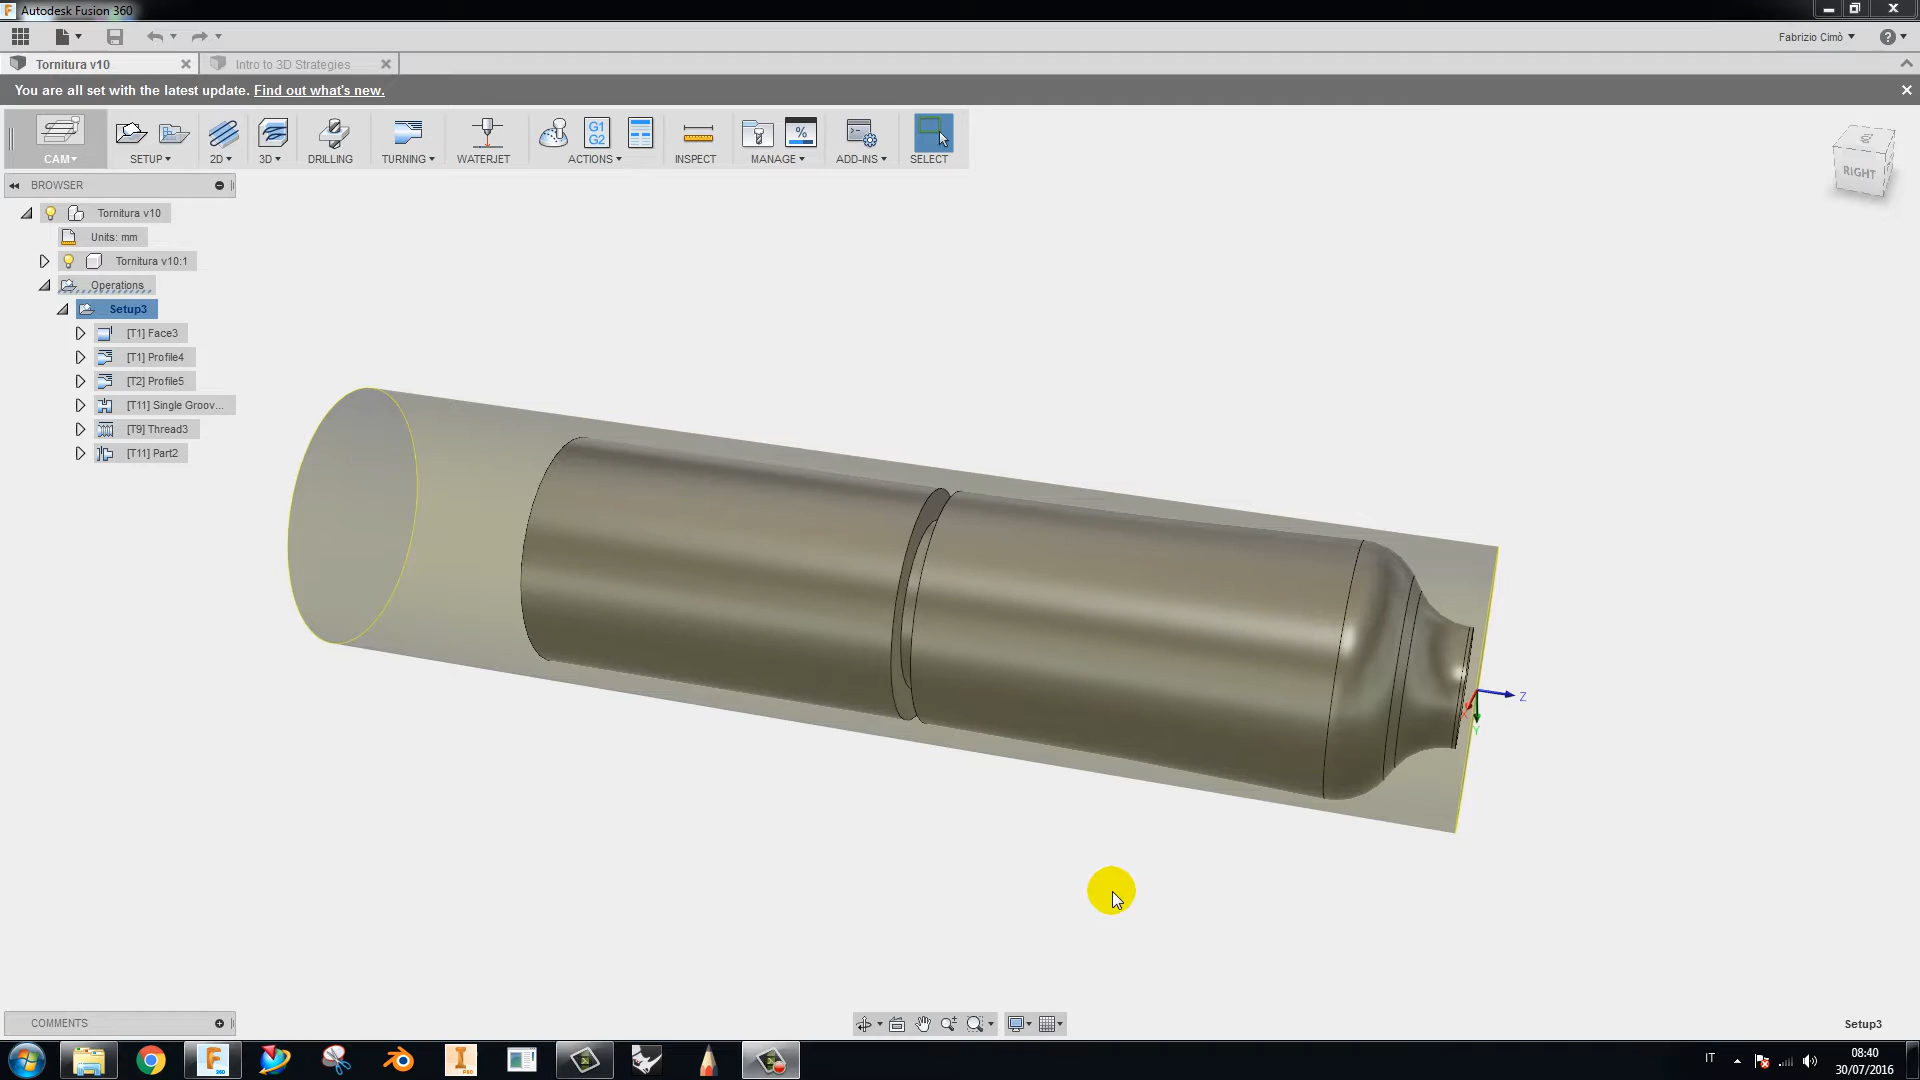 Autodesk Fusion 360
Fabrizio Cimò
Tornitura v10
Intro to 3D Strategies
You are all set with the latest update. Find out what's new.
G1
G2
%
CAM
SETUP
2D
3D
DRILLING
TURNING
WATERJET
ACTIONS
INSPECT
MANAGE
ADD-INS
SELECT
RIGHT
BROWSER
Tornitura v10
Units: mm
Tornitura v10:1
Operations
Setup3
[T1] Face3
[T1] Profile4
[T2] Profile5
[T11] Single Groov...
[T9] Thread3
[T11] Part2
Z
X
Y
COMMENTS
Setup3
IT
08:40
30/07/2016